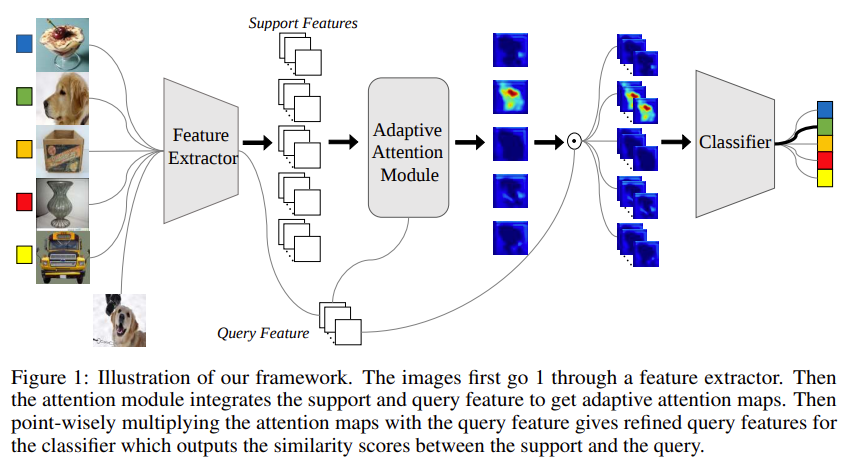 Support Features
Feature
Extractor
Adaptive
Attention
Module
Classifier
Query Feature
Figure 1: Illustration of our framework. The images first go 1 through a feature extractor. Then
the attention module integrates the support and query feature to get adaptive attention maps. Then
point-wisely multiplying the attention maps with the query feature gives refined query features for
the classifier which outputs the similarity scores between the support and the query.